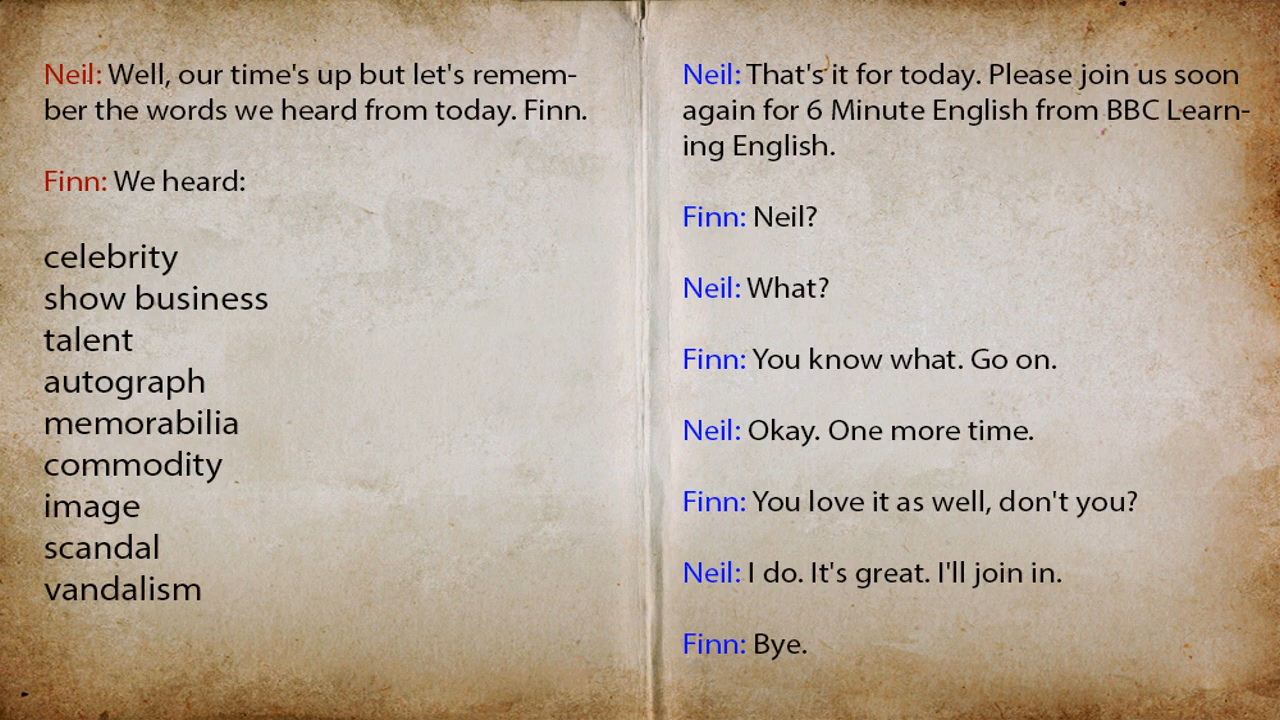 Neil: Well, our time's up but let's remem-
ber the words we heard from today. Finn.
Finn: We heard:
celebrity
show business
talent
autograph
memorabilia
commodity
image
scandal
vandalism
Neil: That's it for today. Please join us soon
again for 6 Minute English from BBC Learn-
ing English.
Finn: Neil?
Neil: What?
Finn: You know what. Go on.
Neil: Okay. One more time.
Finn: You love it as well, don't you?
Neil: I do. It's great. I'll join in.
Finn: Bye.